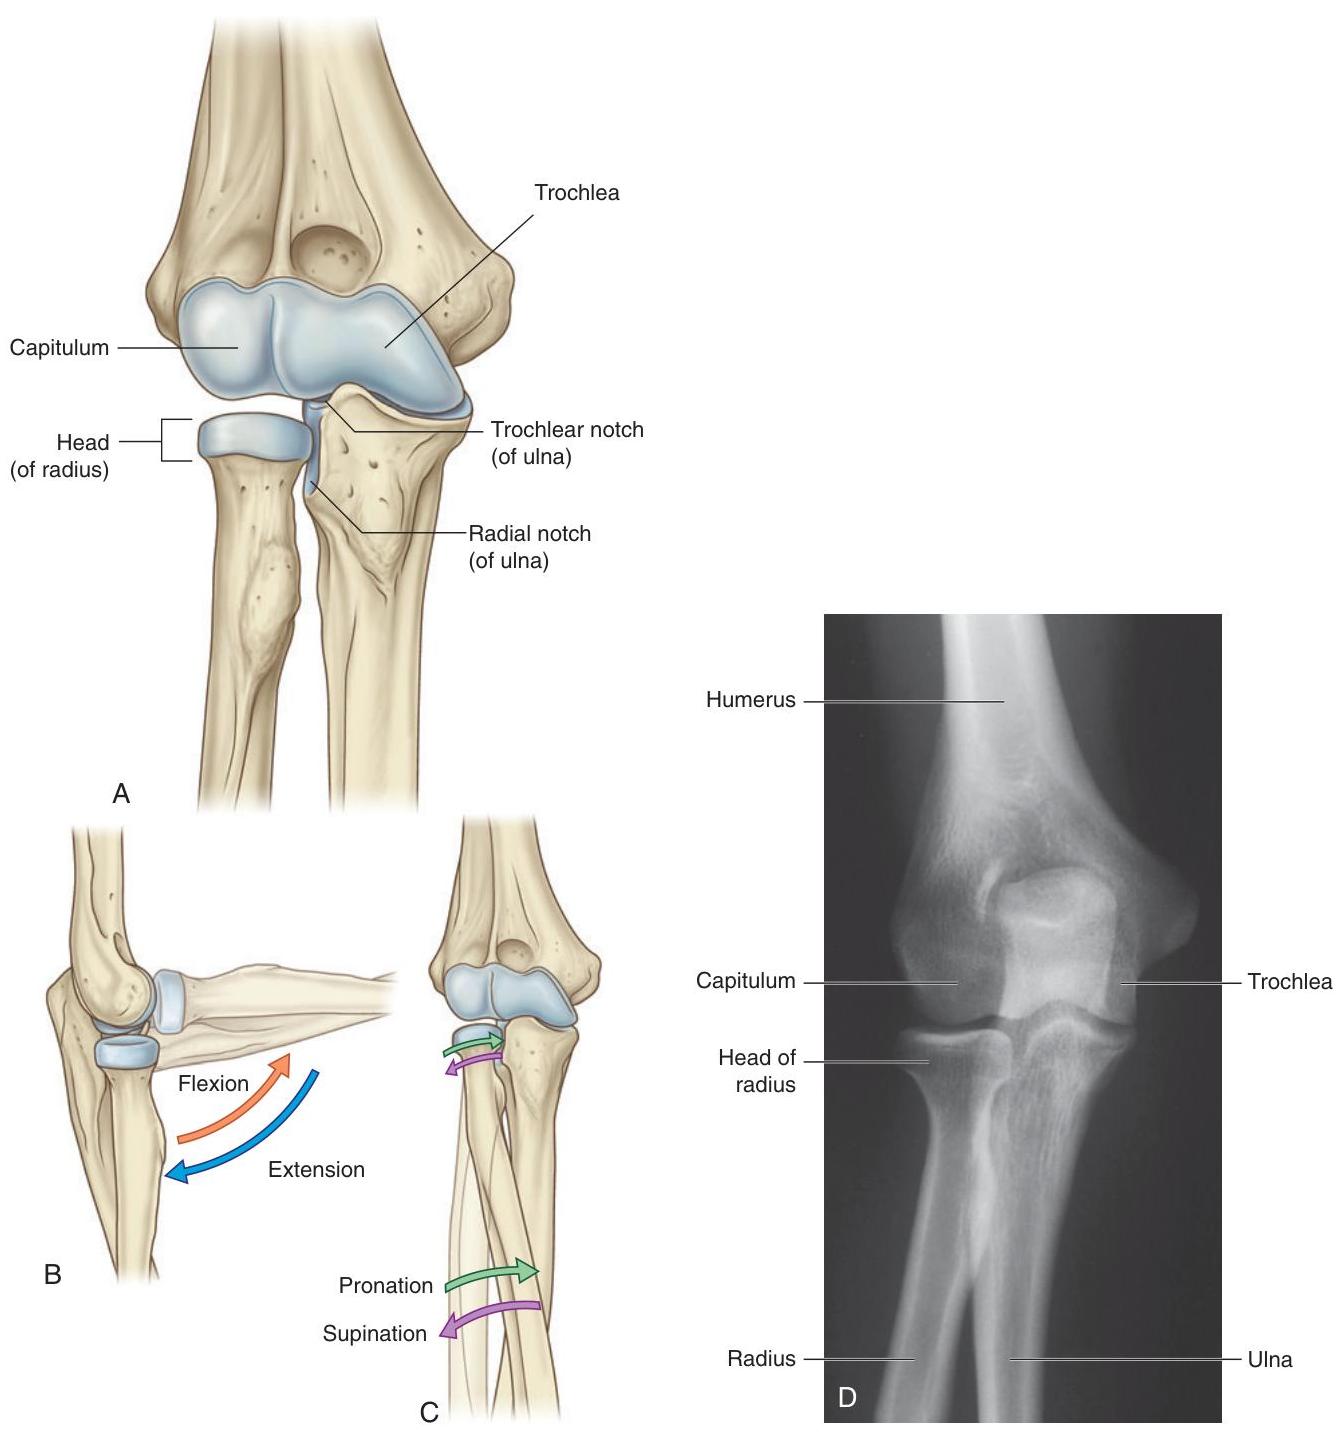 Trochlea
Capitulum
Head
(of radius)
Trochlear notch
(of ulna)
Radial notch
(of ulna)
A
Flexion
Extension
B
Pronation
Supination
C
Humerus
Capitulum
Trochlea
Head of
radius
Radius
Ulna
D